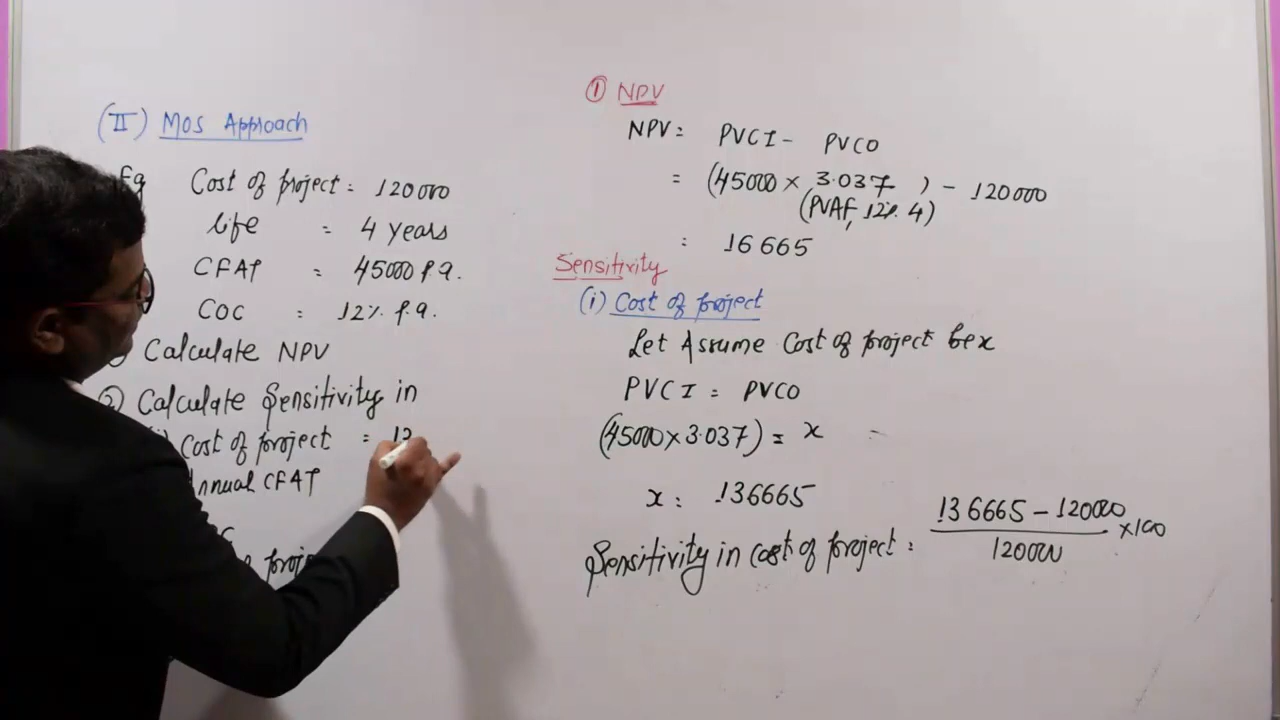 (II) MOS Approach
Eg Cost of project = 120000
life = 4 years
CFAT = 45000 P.a.
COC = 12% P.a.
Calculate NPV
② Calculate Sensitivity in
Cost of project = 13
Annual CFAT
① NPV
NPV = PVCI - PVCO
= (45000 × 3.037) - 120000
(PVAF, 12%. 4)
= 16665
Sensitivity
(i) Cost of project
Let Assume Cost of project be x
PVCI = PVCO
(45000 × 3.037) = x
x = 136665
Sensitivity in cost of project = 136665 - 120000 / 120000 × 100